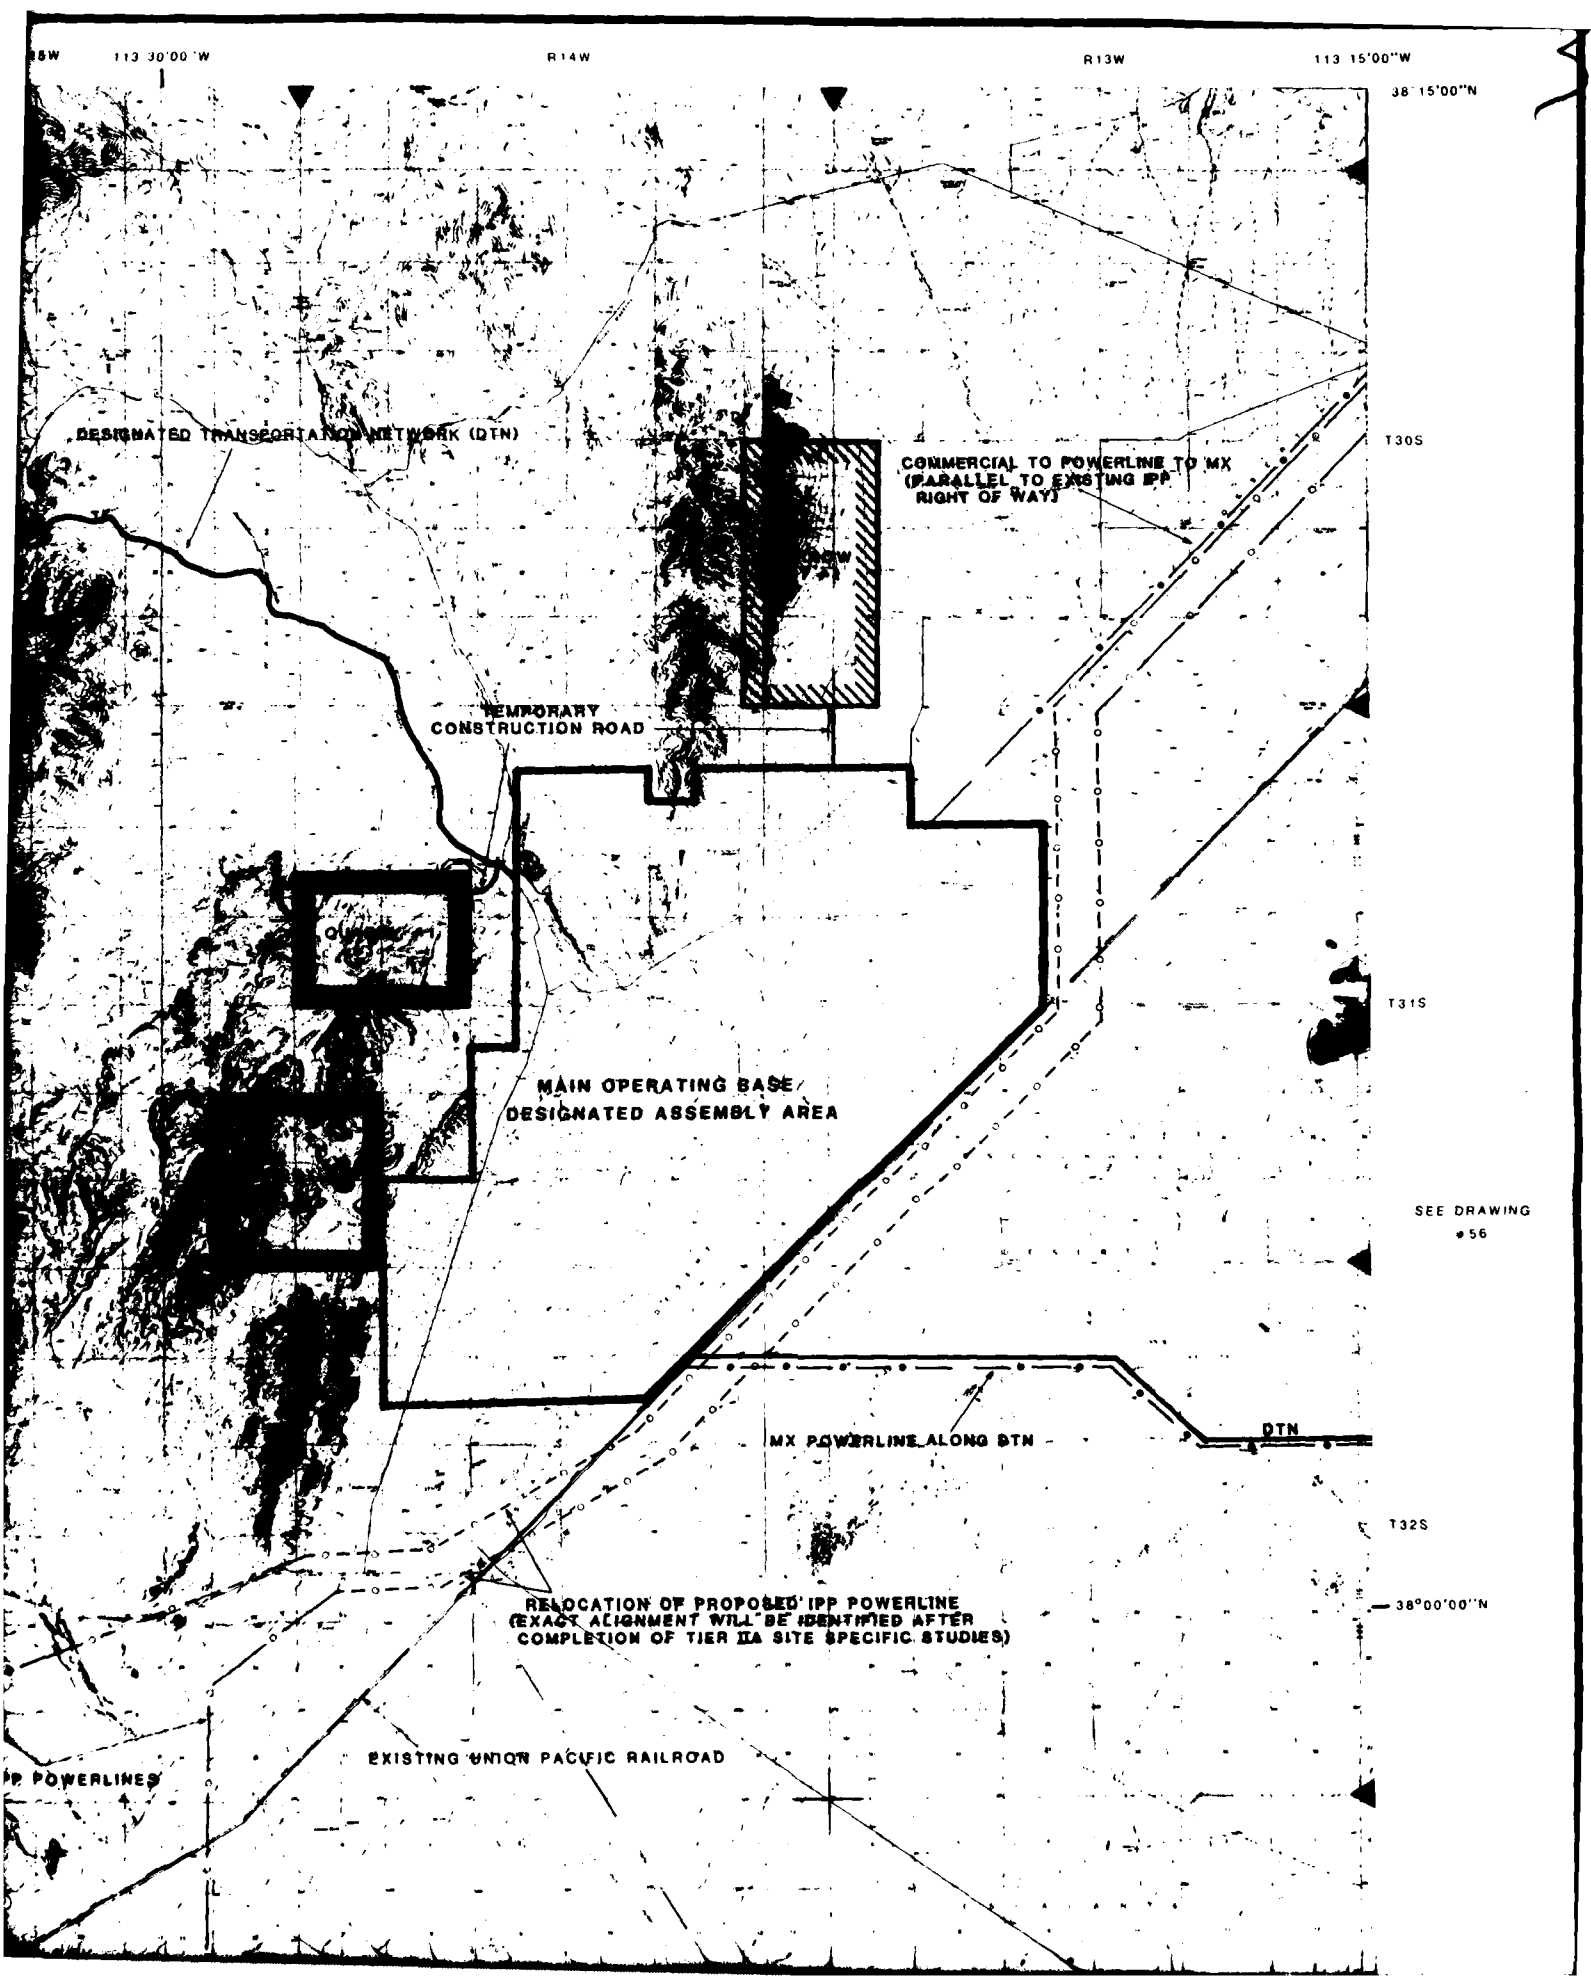 113 30'00"W
R14W
R13W
113 15'00"W
38 15'00"N
DESIGNATED TRANSPORTATION NETWORK (DTN)
T30S
COMMERCIAL TO POWERLINE TO MX
(PARALLEL TO EXISTING IPP
RIGHT OF WAY)
TEMPORARY
CONSTRUCTION ROAD
T31S
MAIN OPERATING BASE/
DESIGNATED ASSEMBLY AREA
SEE DRAWING
#56
MX POWERLINE ALONG DTN
DTN
T32S
RELOCATION OF PROPOSED IPP POWERLINE
(EXACT ALIGNMENT WILL BE IDENTIFIED AFTER
COMPLETION OF TIER IIA SITE SPECIFIC STUDIES)
38°00'00"N
EXISTING UNION PACIFIC RAILROAD
POWERLINES